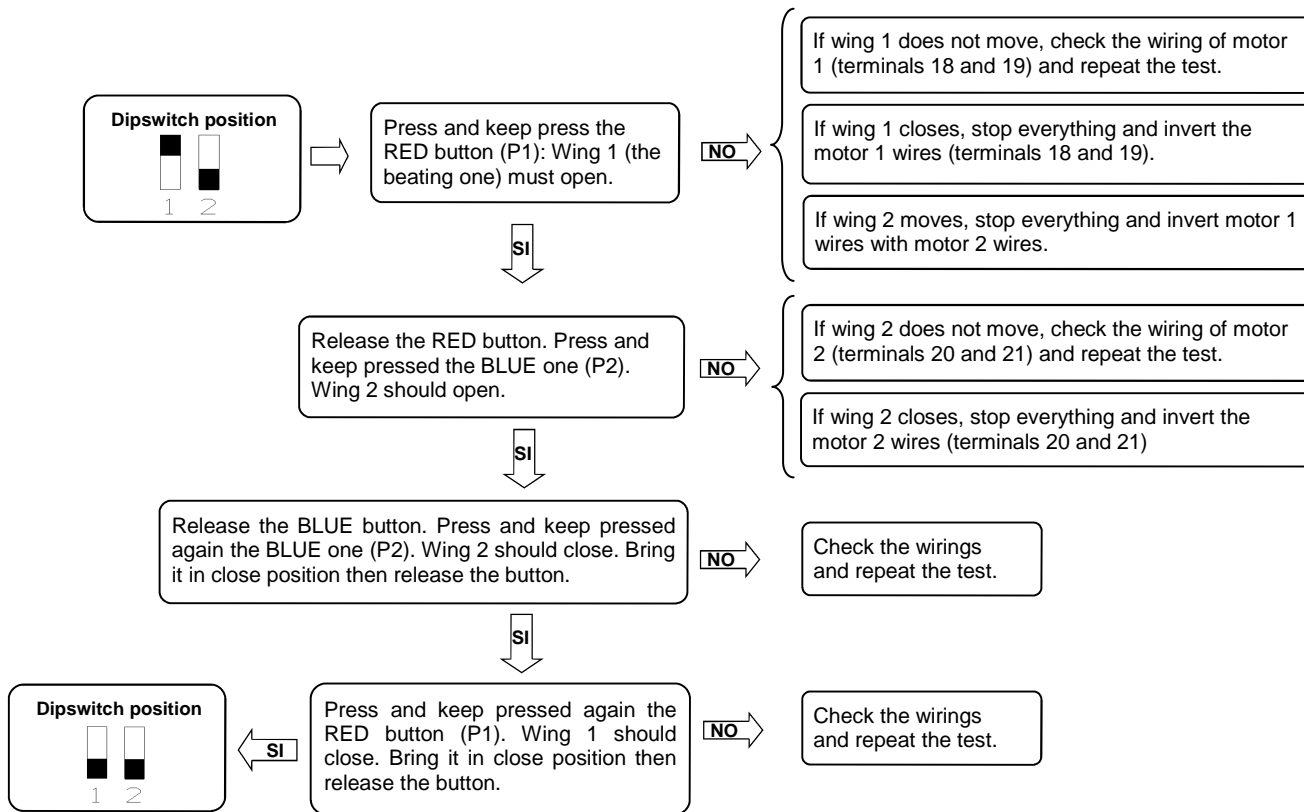 Dipswitch position
1 2
Press and keep press the
RED button (P1): Wing 1 (the
beating one) must open.
NO
If wing 1 does not move, check the wiring of motor
1 (terminals 18 and 19) and repeat the test.
If wing 1 closes, stop everything and invert the
motor 1 wires (terminals 18 and 19).
If wing 2 moves, stop everything and invert motor 1
wires with motor 2 wires.
SI
Release the RED button. Press and
keep pressed the BLUE one (P2).
Wing 2 should open.
NO
If wing 2 does not move, check the wiring of motor
2 (terminals 20 and 21) and repeat the test.
If wing 2 closes, stop everything and invert the
motor 2 wires (terminals 20 and 21)
SI
Release the BLUE button. Press and keep pressed
again the BLUE one (P2). Wing 2 should close. Bring
it in close position then release the button.
NO
Check the wirings
and repeat the test.
SI
Press and keep pressed again the
RED button (P1). Wing 1 should
close. Bring it in close position then
release the button.
NO
Check the wirings
and repeat the test.
SI
Dipswitch position
1 2